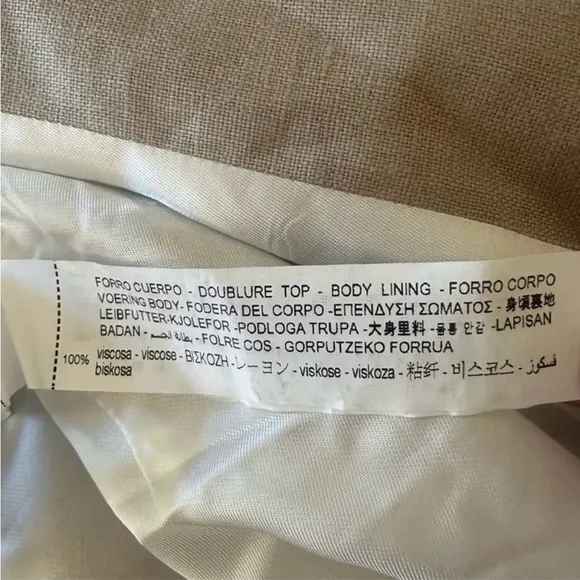 FORRO CUERPO - DOUBLURE TOP - BODY LINING - FORRO CORPO
VOERING BODY- FODERA DEL CORPO -ΕΠΕΝΔΥΣΗ ΣΩΜΑΤΟΣ - 身頃裏地
LEIBFUTTER-KJOLEFOR -PODLOGA TRUPA -大身里料- 몸통 안감 -LAPISAN
BADAN - بطانة الجسم - FOLRE COS - GORPUTZEKO FORRUA
100% viscosa - viscose - ΒΙΣΚΟΖΗ - レーヨン - viskose - viskoza - 粘纤 - 비스코스 - فسكوز -
biskosa